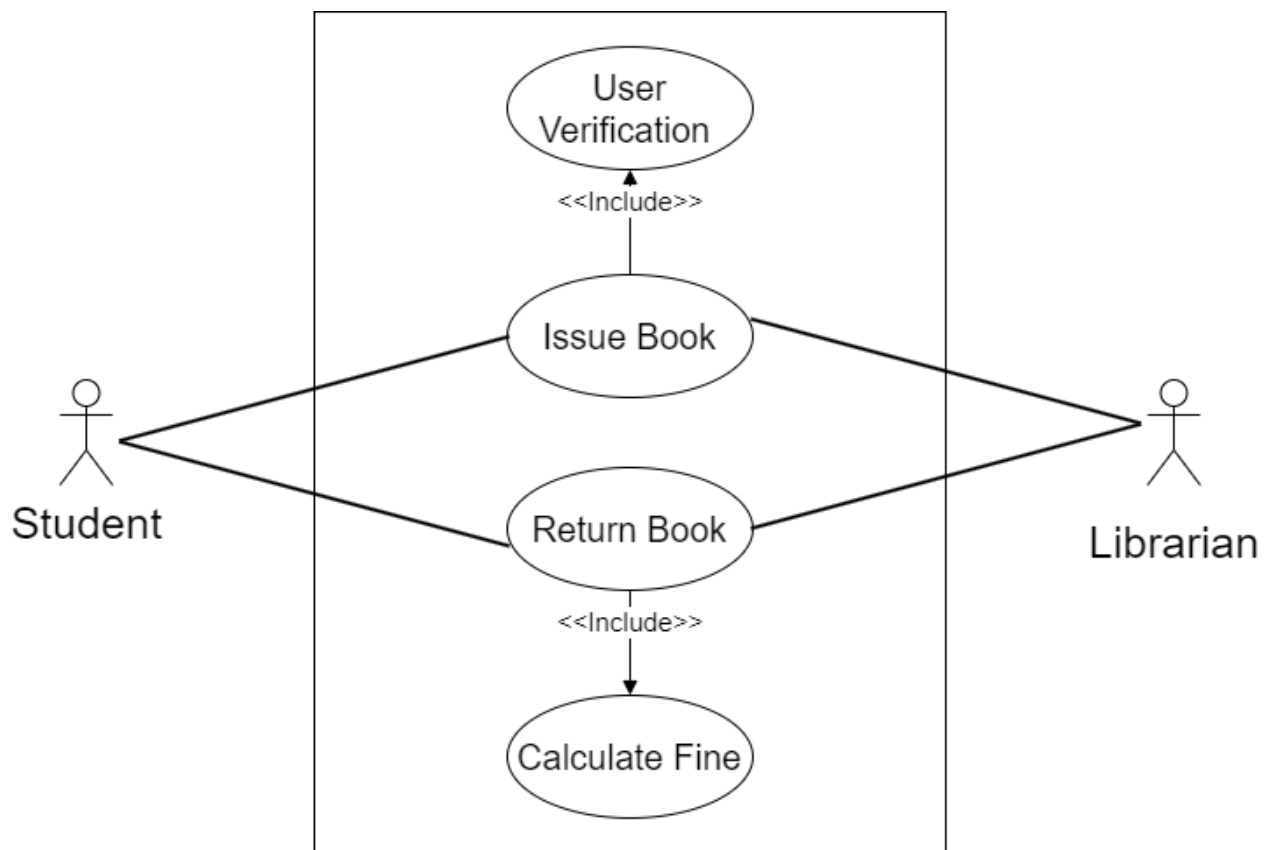 User
Verification
<<Include>>
Issue Book
Student
Return Book
Librarian
<<Include>>
Calculate Fine